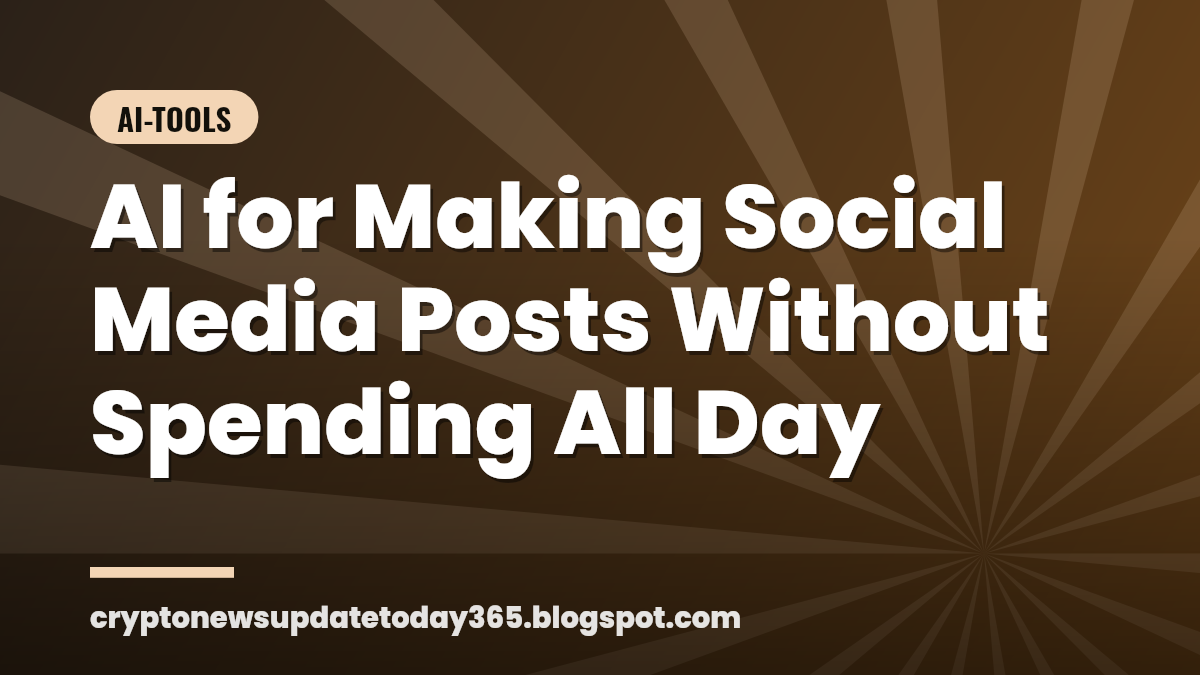 AI-TOOLS
AI for Making Social
Media Posts Without
Spending All Day
cryptonewsupdatetoday365.blogspot.com